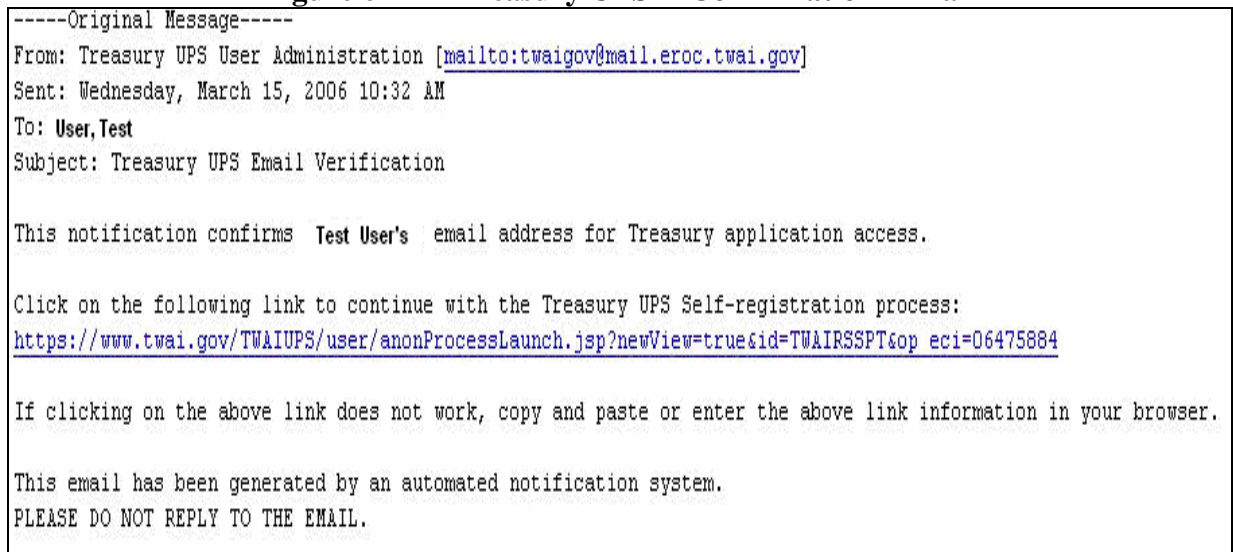 -----Original Message-----
From: Treasury UPS User Administration [mailto:twaigov@mail.eroc.twai.gov]
Sent: Wednesday, March 15, 2006 10:32 AM
To: User, Test
Subject: Treasury UPS Email Verification
This notification confirms Test User's email address for Treasury application access.
Click on the following link to continue with the Treasury UPS Self-registration process:
https://www.twai.gov/TWAIUPS/user/anonProcessLaunch.jsp?newView=true&id=TWAIRSSPT&op_eci=06475884
If clicking on the above link does not work, copy and paste or enter the above link information in your browser.
This email has been generated by an automated notification system.
PLEASE DO NOT REPLY TO THE EMAIL.